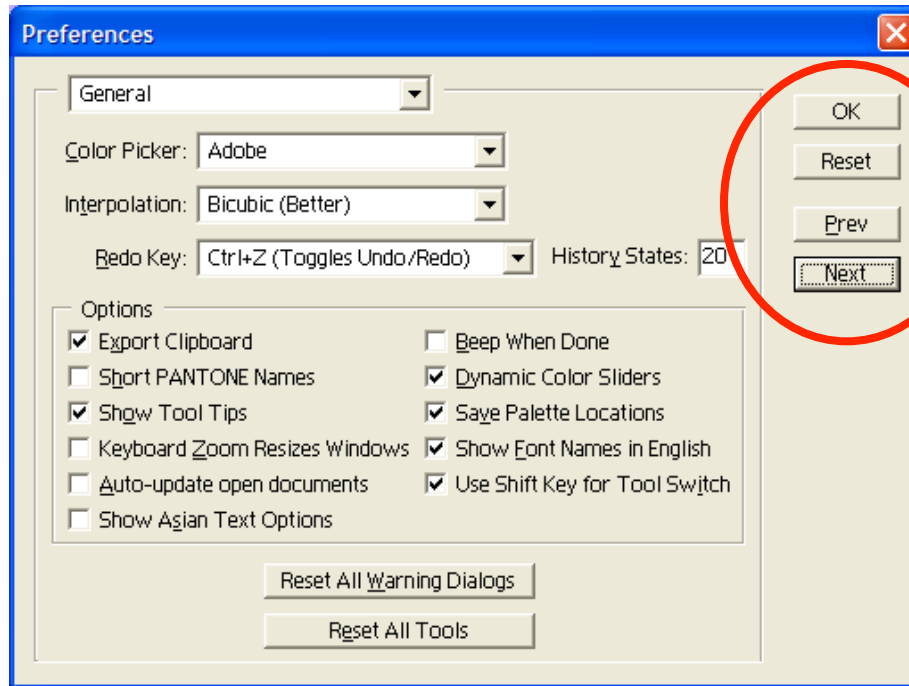 Preferences
General
OK
Color Picker: Adobe
Reset
Interpolation: Bicubic (Better)
Prev
Redo Key: Ctrl+Z (Toggles Undo/Redo) History States: 20
Next
Options
Export Clipboard
Beep When Done
Short PANTONE Names
Dynamic Color Sliders
Show Tool Tips
Save Palette Locations
Keyboard Zoom Resizes Windows
Show Font Names in English
Auto-update open documents
Use Shift Key for Tool Switch
Show Asian Text Options
Reset All Warning Dialogs
Reset All Tools